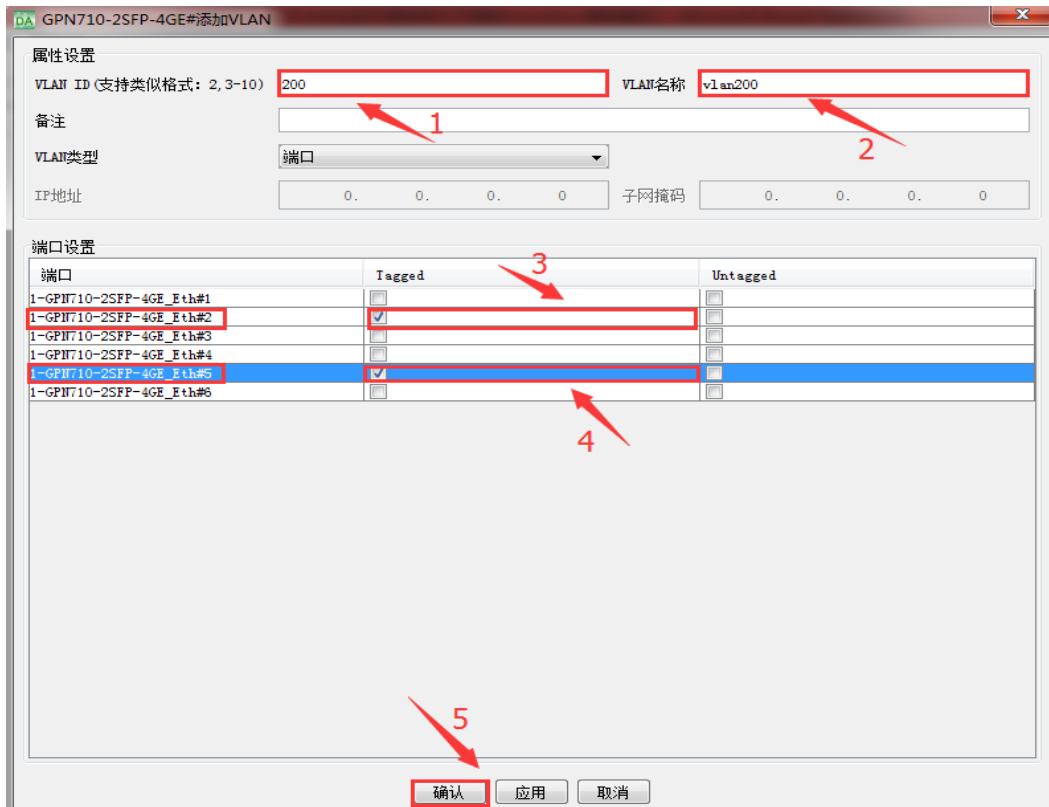 DA GPN710-2SFP-4GE#添加VLAN
属性设置
VLAN ID(支持类似格式: 2,3-10) 200 VLAN名称 vlan200
1
2
备注
VLAN类型 端口
IP地址 0. 0. 0. 0 子网掩码 0. 0. 0. 0
端口设置
端口 Tagged Untagged
3
1-GPN710-2SFP-4GE_Eth#1
1-GPN710-2SFP-4GE_Eth#2
1-GPN710-2SFP-4GE_Eth#3
1-GPN710-2SFP-4GE_Eth#4
1-GPN710-2SFP-4GE_Eth#5
1-GPN710-2SFP-4GE_Eth#6
4
5
确认 应用 取消